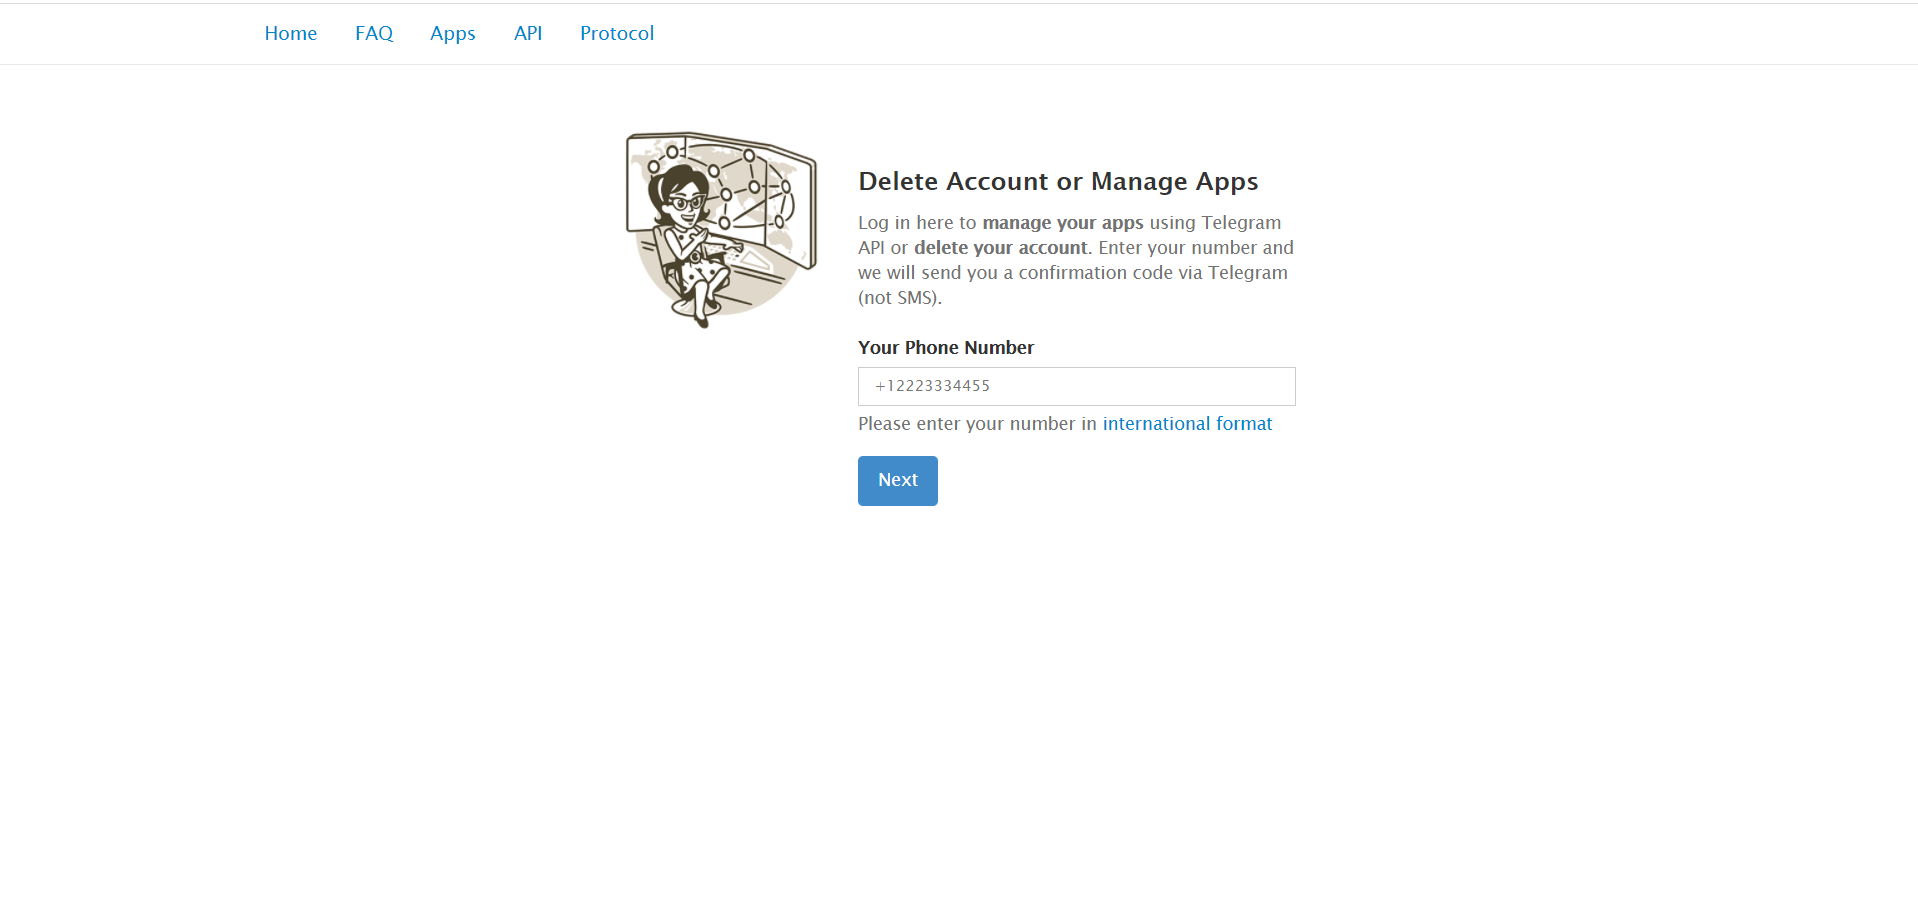 Home FAQ Apps API Protocol
Delete Account or Manage Apps
Log in here to manage your apps using Telegram
API or delete your account. Enter your number and
we will send you a confirmation code via Telegram
(not SMS).
Your Phone Number
+12223334455
Please enter your number in international format
Next